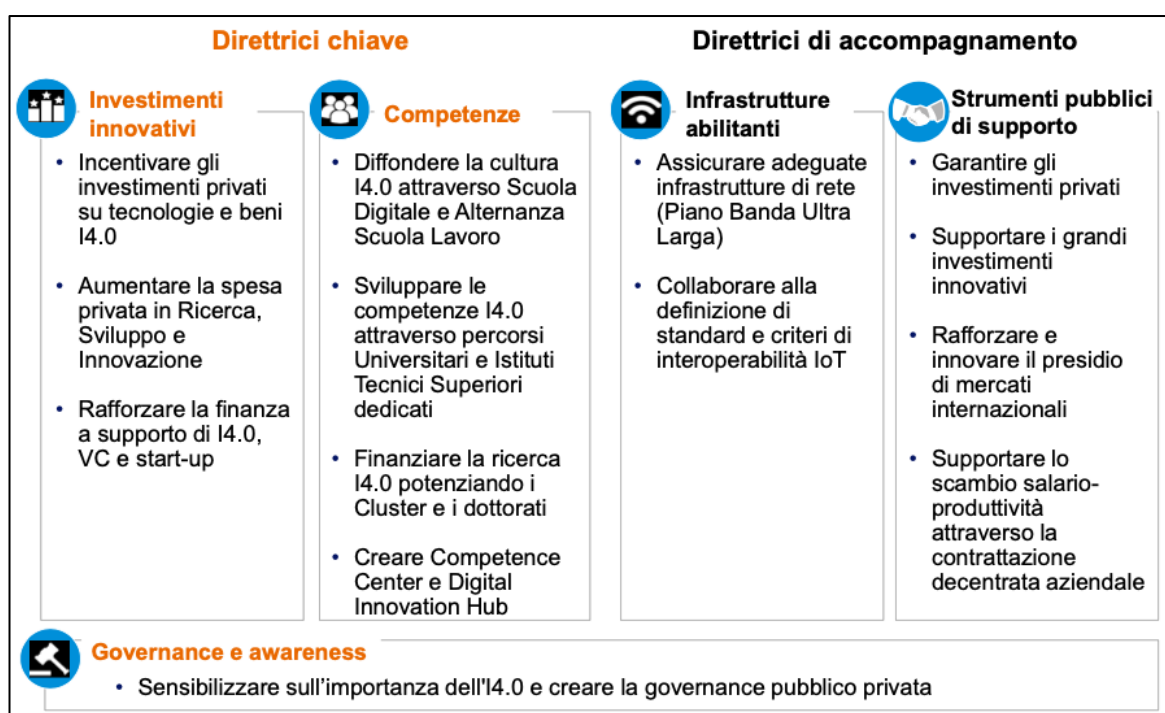 Direttrici chiave
Direttrici di accompagnamento
Investimenti
innovativi
• Incentivare gli
investimenti privati
su tecnologie e beni
I4.0
• Aumentare la spesa
privata in Ricerca,
Sviluppo e
Innovazione
• Rafforzare la finanza
a supporto di I4.0,
VC e start-up
Competenze
• Diffondere la cultura
I4.0 attraverso Scuola
Digitale e Alternanza
Scuola Lavoro
• Sviluppare le
competenze I4.0
attraverso percorsi
Universitari e Istituti
Tecnici Superiori
dedicati
• Finanziare la ricerca
I4.0 potenziando i
Cluster e i dottorati
• Creare Competence
Center e Digital
Innovation Hub
Infrastrutture
abilitanti
• Assicurare adeguate
infrastrutture di rete
(Piano Banda Ultra
Larga)
• Collaborare alla
definizione di
standard e criteri di
interoperabilità IoT
Strumenti pubblici
di supporto
• Garantire gli
investimenti privati
• Supportare i grandi
investimenti
innovativi
• Rafforzare e
innovare il presidio
di mercati
internazionali
• Supportare lo
scambio salario-
produttività
attraverso la
contrattazione
decentrata aziendale
Governance e awareness
• Sensibilizzare sull'importanza dell'I4.0 e creare la governance pubblico privata